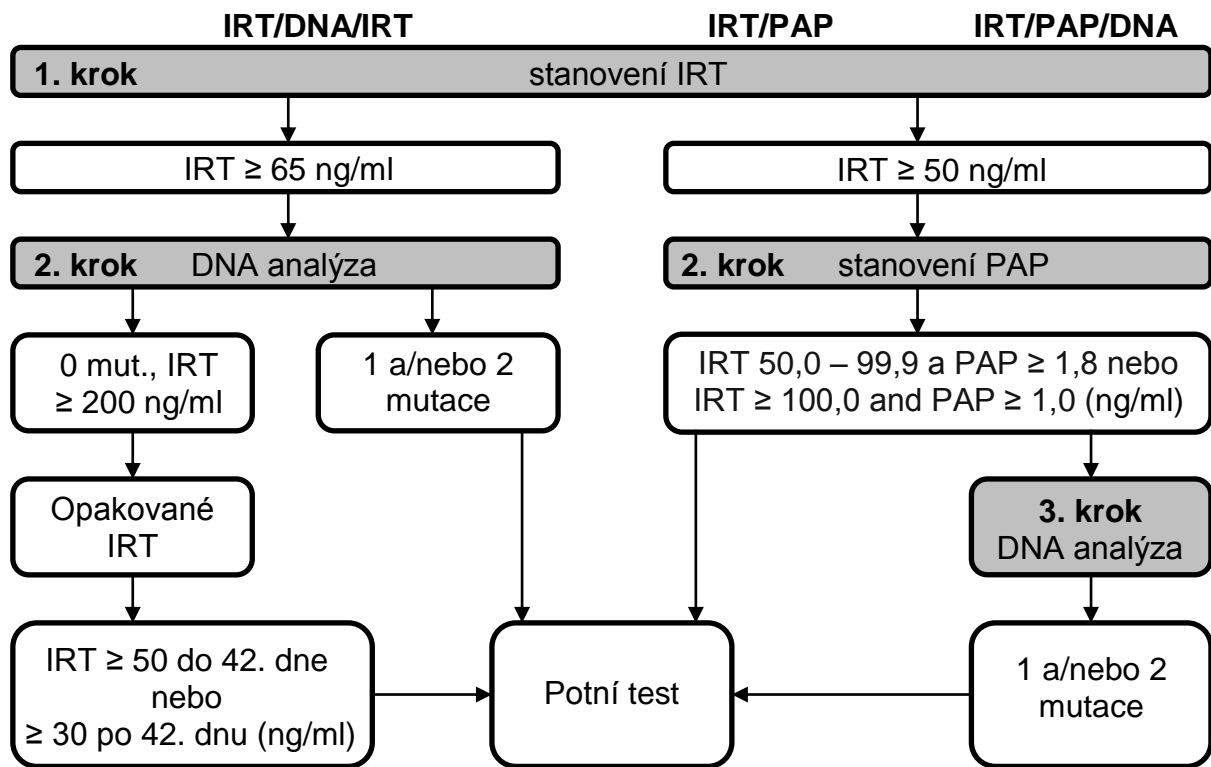 IRT/DNA/IRT IRT/PAP IRT/PAP/DNA
1. krok stanovení IRT
IRT ≥ 65 ng/ml
IRT ≥ 50 ng/ml
2. krok DNA analýza
2. krok stanovení PAP
0 mut., IRT
≥ 200 ng/ml
1 a/nebo 2
mutace
IRT 50,0 – 99,9 a PAP ≥ 1,8 nebo
IRT ≥ 100,0 and PAP ≥ 1,0 (ng/ml)
Opakované
IRT
3. krok
DNA analýza
IRT ≥ 50 do 42. dne
nebo
≥ 30 po 42. dnu (ng/ml)
Potní test
1 a/nebo 2
mutace